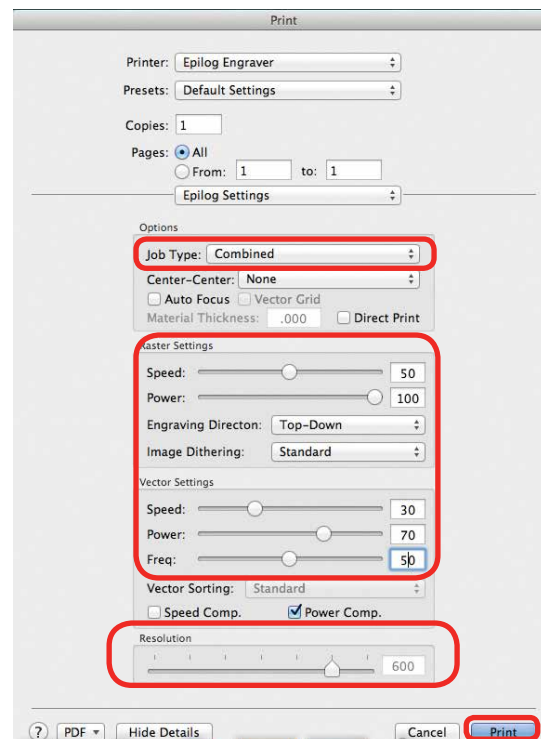 Print
Printer: Epilog Engraver
Presets: Default Settings
Copies: 1
Pages: All
From: 1 to: 1
Epilog Settings
Options
Job Type: Combined
Center-Center: None
Auto Focus Vector Grid
Material Thickness: .000 Direct Print
Raster Settings
Speed: 50
Power: 100
Engraving Directon: Top-Down
Image Dithering: Standard
Vector Settings
Speed: 30
Power: 70
Freq: 50
Vector Sorting: Standard
Speed Comp. Power Comp.
Resolution
600
? PDF Hide Details Cancel Print